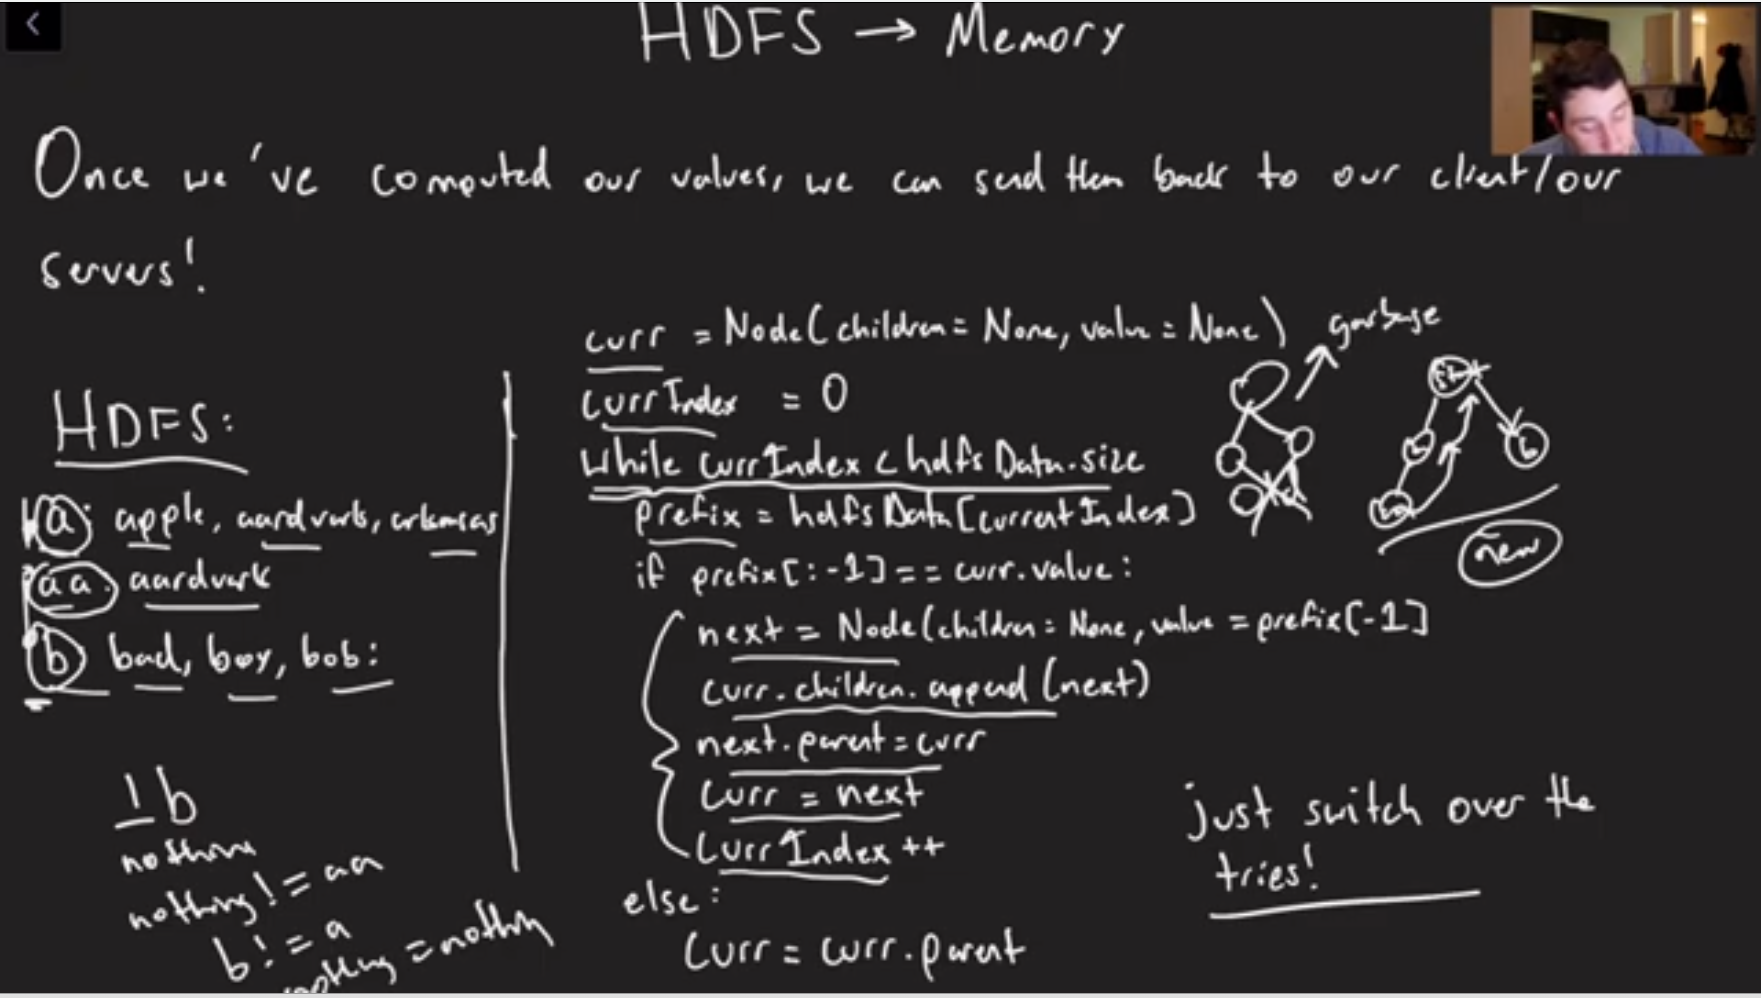 HDFS → Memory
Once we've computed our values, we can send them back to our client/our
servers!
HDFS:
a: apple, aardvark, arkansas
aa: aardvark
b: bad, boy, bob:
b
nothing
nothing != aa
b != a
nothing = nothing
curr = Node(children = None, value = None)
currIndex = 0
while currIndex < hdfsData.size
prefix = hdfsData[currentIndex]
if prefix[:-1] == curr.value:
next = Node(children = None, value = prefix[-1]
curr.children.append(next)
next.parent = curr
curr = next
currIndex ++
else:
curr = curr.parent
garbage
b
new
just switch over the
tries!